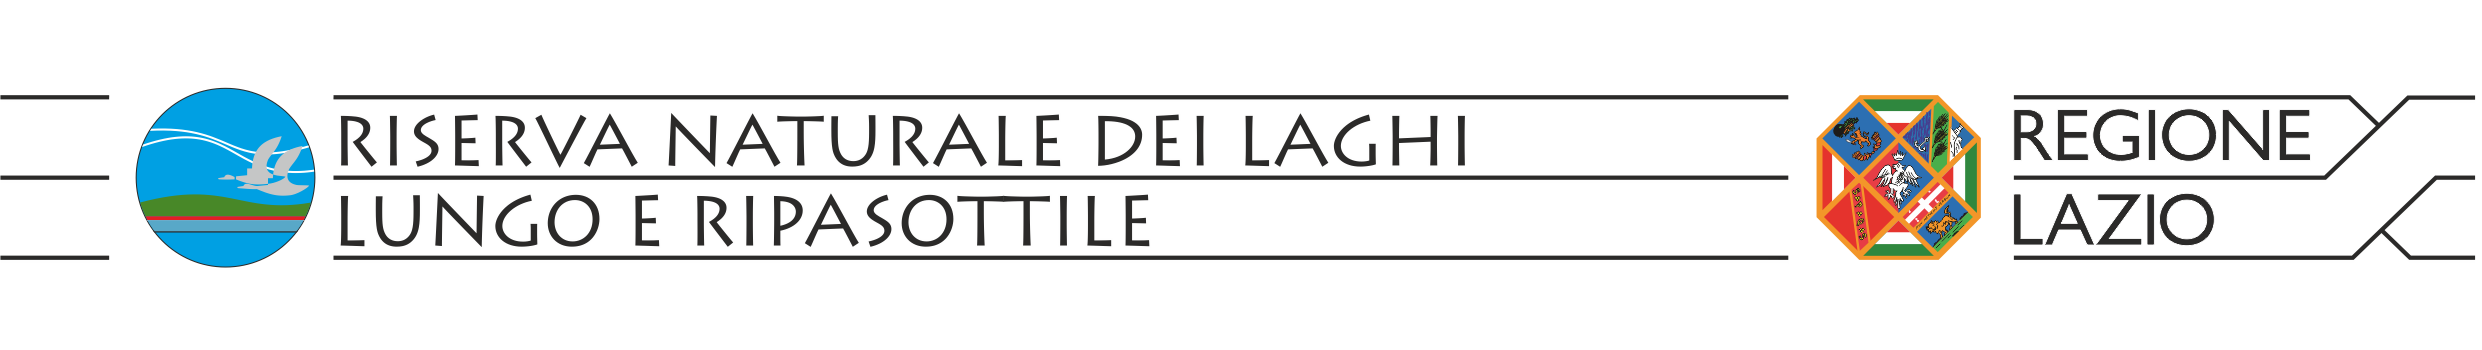 RISERVA NATURALE DEI LAGHI
LUNGO E RIPASOTTILE
REGIONE
LAZIO